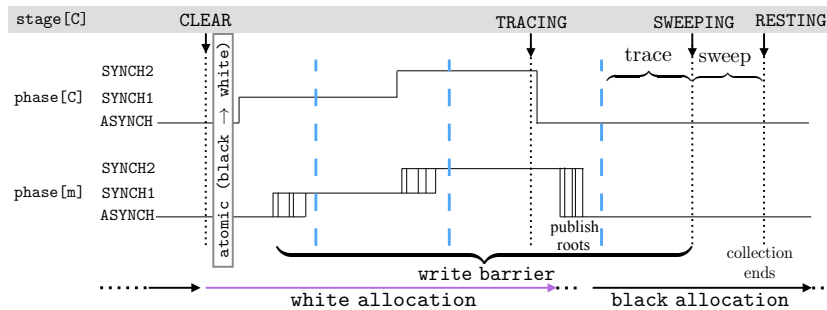 stage[C] CLEAR TRACING SWEEPING RESTING
trace sweep
atomic (black → white)
SYNCH2
phase[C] SYNCH1
ASYNCH
SYNCH2
phase[m] SYNCH1
ASYNCH
publish
roots
write barrier
collection
ends
white allocation black allocation